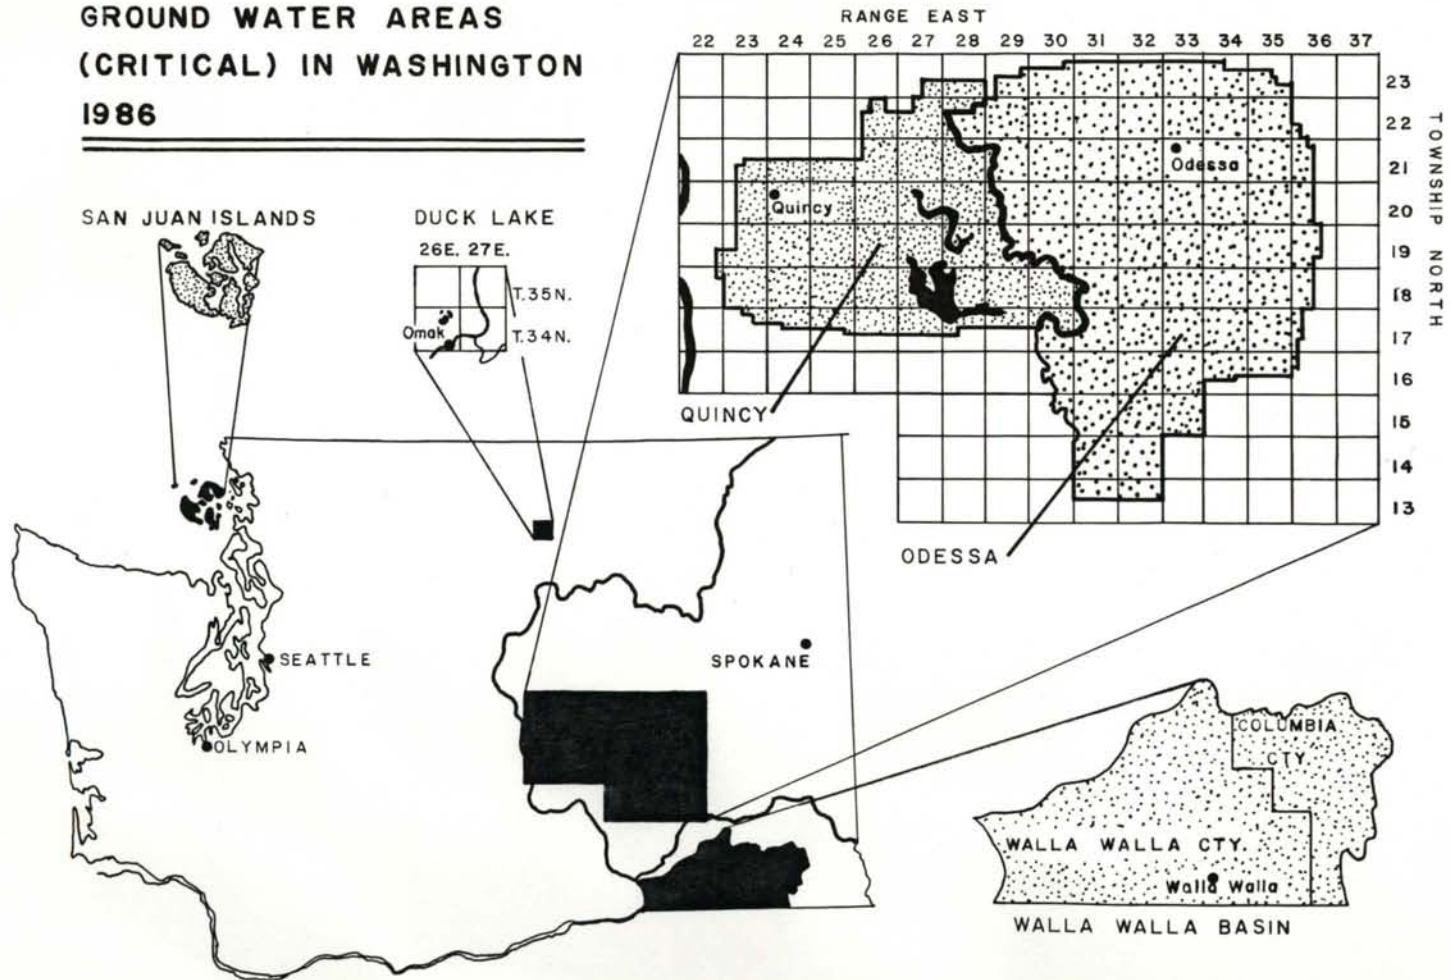 GROUND WATER AREAS
(CRITICAL) IN WASHINGTON
1986
RANGE EAST
22 23 24 25 26 27 28 29 30 31 32 33 34 35 36 37
23
22
21
20
19
18
17
16
15
14
13
TOWNSHIP NORTH
Odessa
Quincy
QUINCY
ODESSA
SAN JUAN ISLANDS
DUCK LAKE
26E. 27E.
T.35N.
Omak
T.34N.
SEATTLE
SPOKANE
OLYMPIA
COLUMBIA
CTY
WALLA WALLA CTY.
Walla Walla
WALLA WALLA BASIN